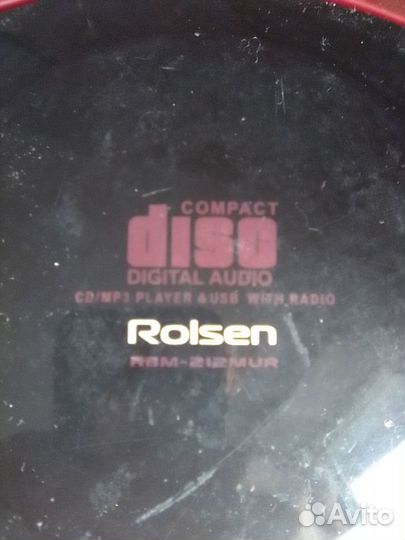 COMPACT
disc
DIGITAL AUDIO
CD/MP3 PLAYER & USB WITH RADIO
Rolsen
RBM-212MUR
Avito